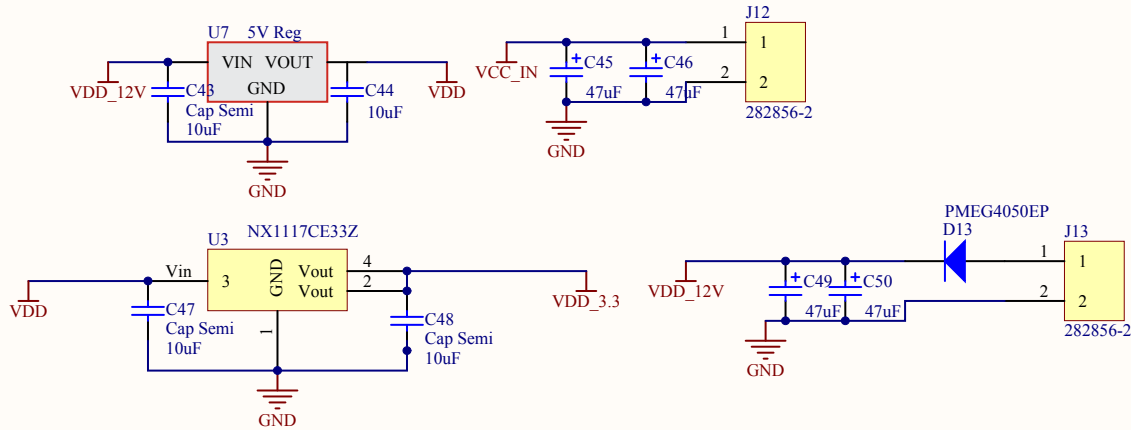 U7 5V Reg
VIN VOUT
GND
VDD_12V
C43
Cap Semi
10uF
C44
10uF
VDD
GND
J12
1 1
2 2
VCC_IN
C45
47uF
C46
47uF
GND
282856-2
U3
NX1117CE33Z
Vin
3
GND
1
Vout 4
Vout 2
VDD
C47
Cap Semi
10uF
C48
Cap Semi
10uF
VDD_3.3
GND
PMEG4050EP
D13
J13
1 1
2 2
VDD_12V
C49
47uF
C50
47uF
GND
282856-2